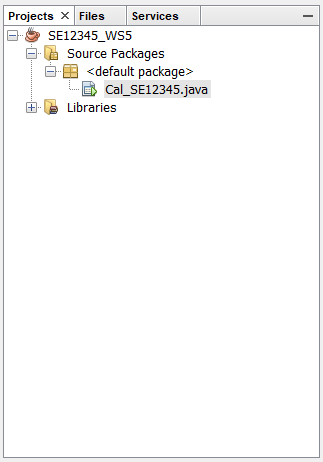 Projects Files Services
SE12345_WS5
Source Packages
<default package>
Cal_SE12345.java
Libraries